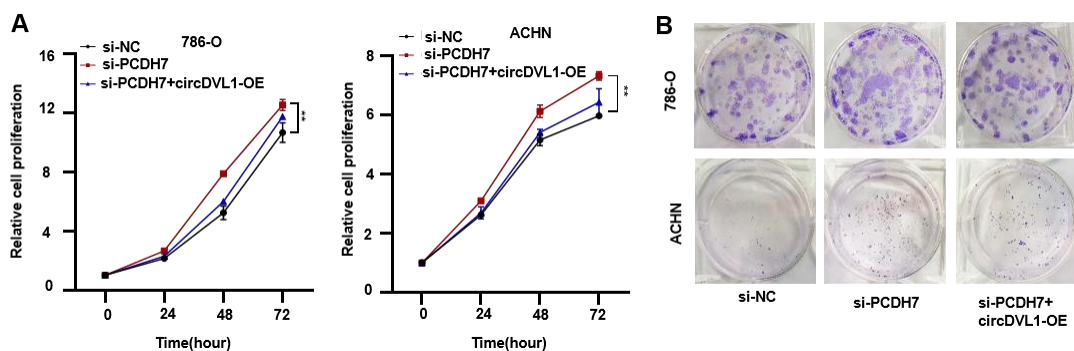 A
786-O
si-NC
si-PCDH7
si-PCDH7+circDVL1-OE
Relative cell proliferation
16
12
8
4
0
**
0 24 48 72
Time(hour)
ACHN
si-NC
si-PCDH7
si-PCDH7+circDVL1-OE
Relative cell proliferation
8
6
4
2
0
**
0 24 48 72
Time(hour)
B
786-O
ACHN
si-NC
si-PCDH7
si-PCDH7+
circDVL1-OE